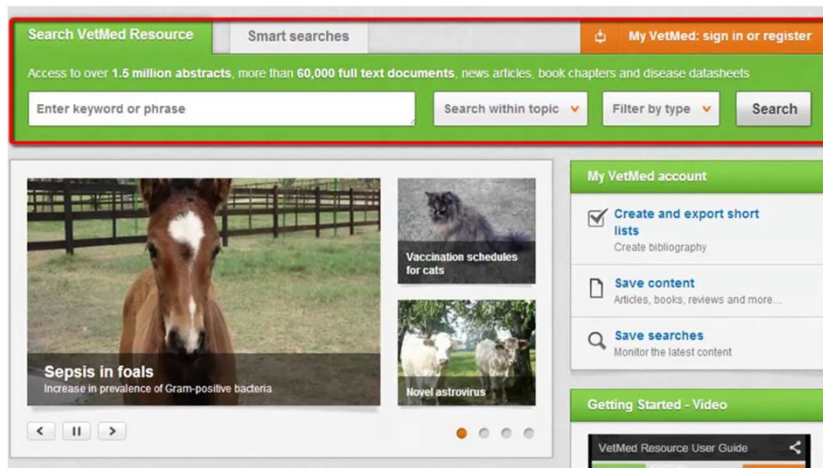 Search VetMed Resource
Smart searches
My VetMed: sign in or register
Access to over 1.5 million abstracts, more than 60,000 full text documents, news articles, book chapters and disease datasheets
Enter keyword or phrase
Search within topic
Filter by type
Search
Sepsis in foals
Increase in prevalence of Gram-positive bacteria
Vaccination schedules
for cats
Novel astrovirus
My VetMed account
Create and export short
lists
Create bibliography
Save content
Articles, books, reviews and more...
Save searches
Monitor the latest content
Getting Started - Video
VetMed Resource User Guide